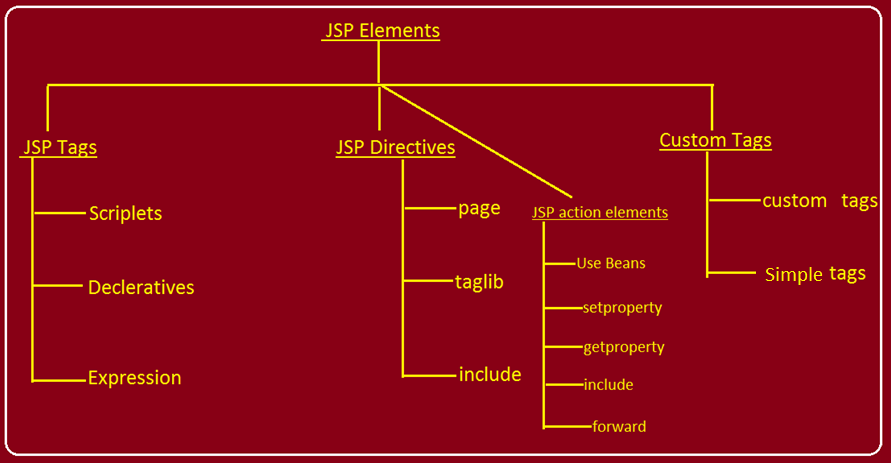 JSP Elements
JSP Tags
Scriplets
Decleratives
Expression
JSP Directives
page
taglib
include
JSP action elements
Use Beans
setproperty
getproperty
include
forward
Custom Tags
custom tags
Simple tags